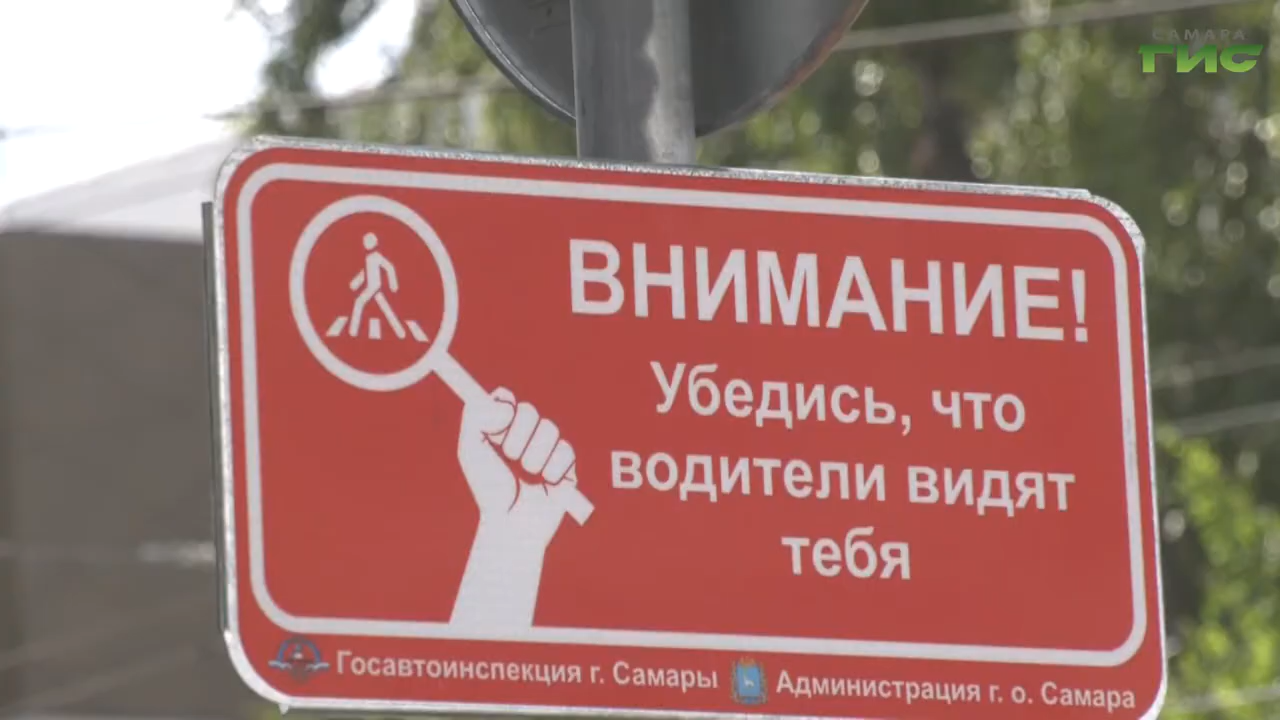 САМАРА
ГИС
ВНИМАНИЕ!
Убедись, что
водители видят
тебя
Госавтоинспекция г. Самары Администрация г. о. Самара